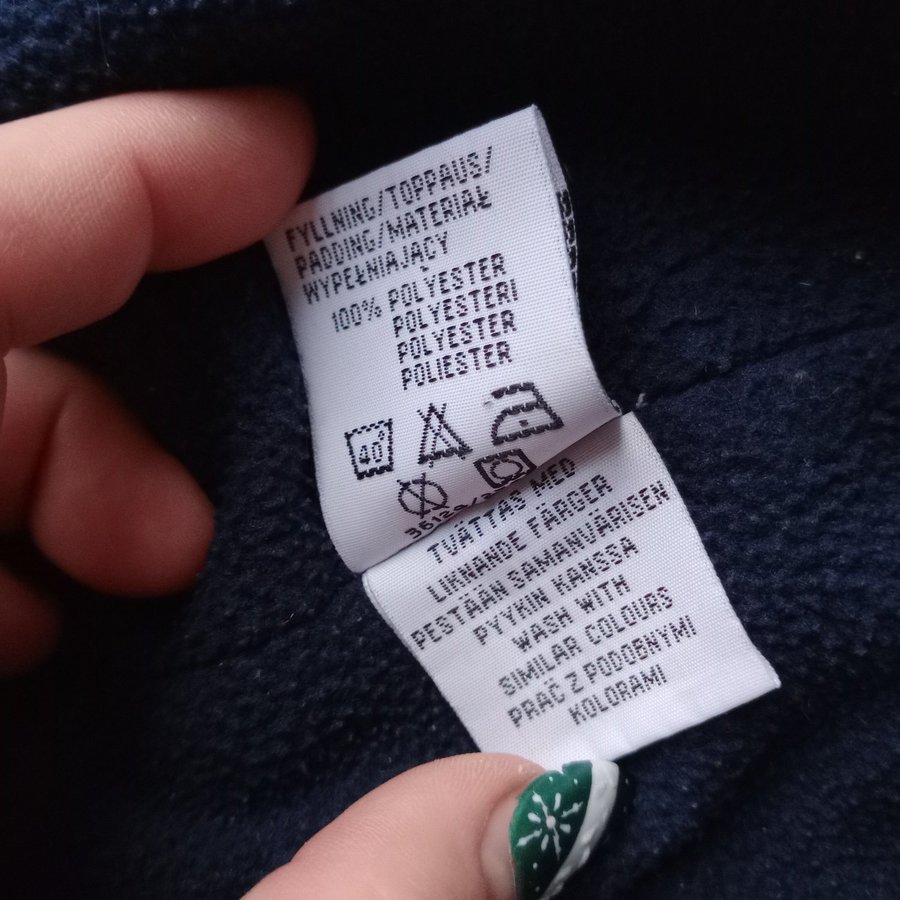 FYLLNING/TOPPAUS/
PADDING/MATERIAŁ
WYPEŁNIAJĄCY
100% POLYESTER
POLYESTERI
POLYESTER
POLIESTER
40°
TVÄTTAS MED
LIKNANDE FÄRGER
PESTÄÄN SAMANVÄRISEN
PYYKIN KANSSA
WASH WITH
SIMILAR COLOURS
PRAĆ Z PODOBNYMI
KOLORAMI